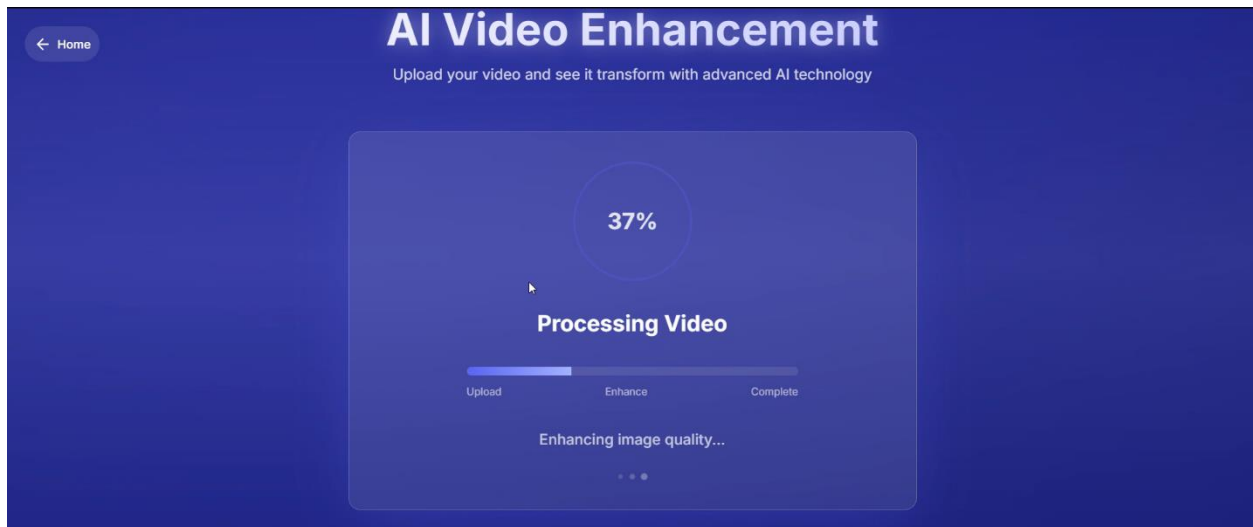 ← Home
AI Video Enhancement
Upload your video and see it transform with advanced AI technology
37%
Processing Video
Upload Enhance Complete
Enhancing image quality...